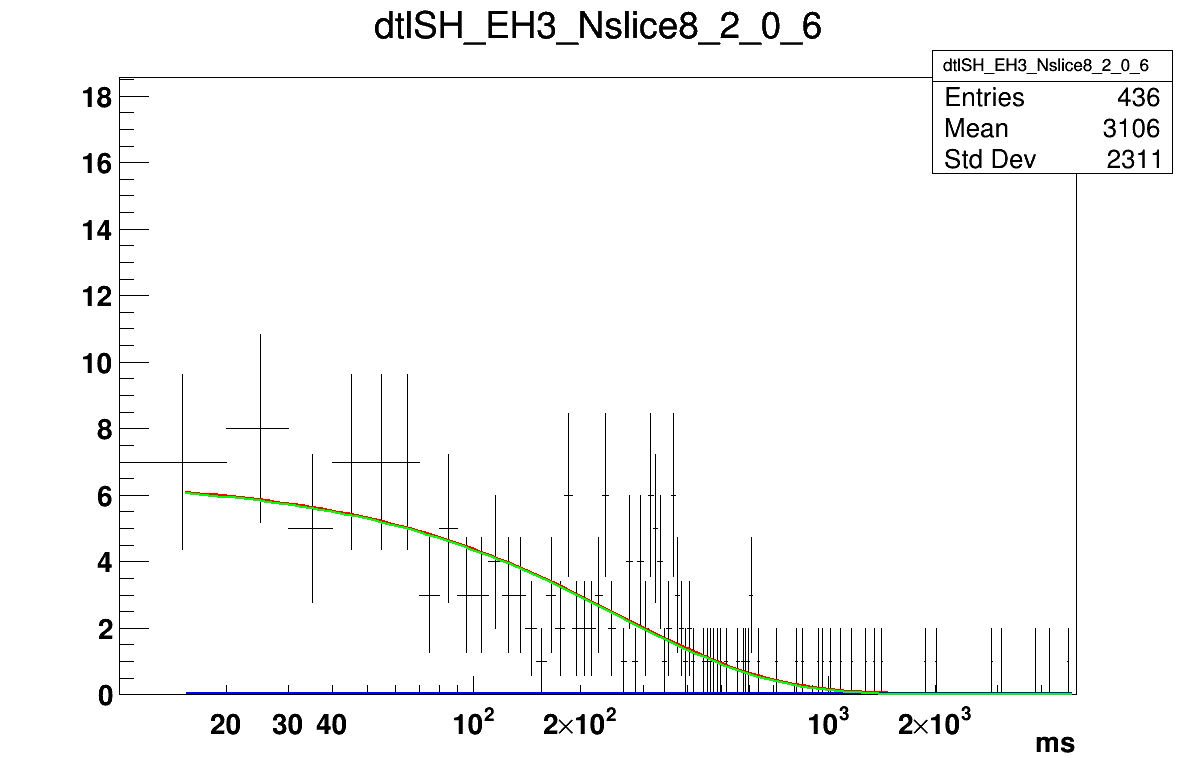 dtISH_EH3_Nslice8_2_0_6
dtISH_EH3_Nslice8_2_0_6
Entries 436
Mean 3106
Std Dev 2311
18
16
14
12
10
8
6
4
2
0
20 30 40 10² 2×10² 10³ 2×10³
ms